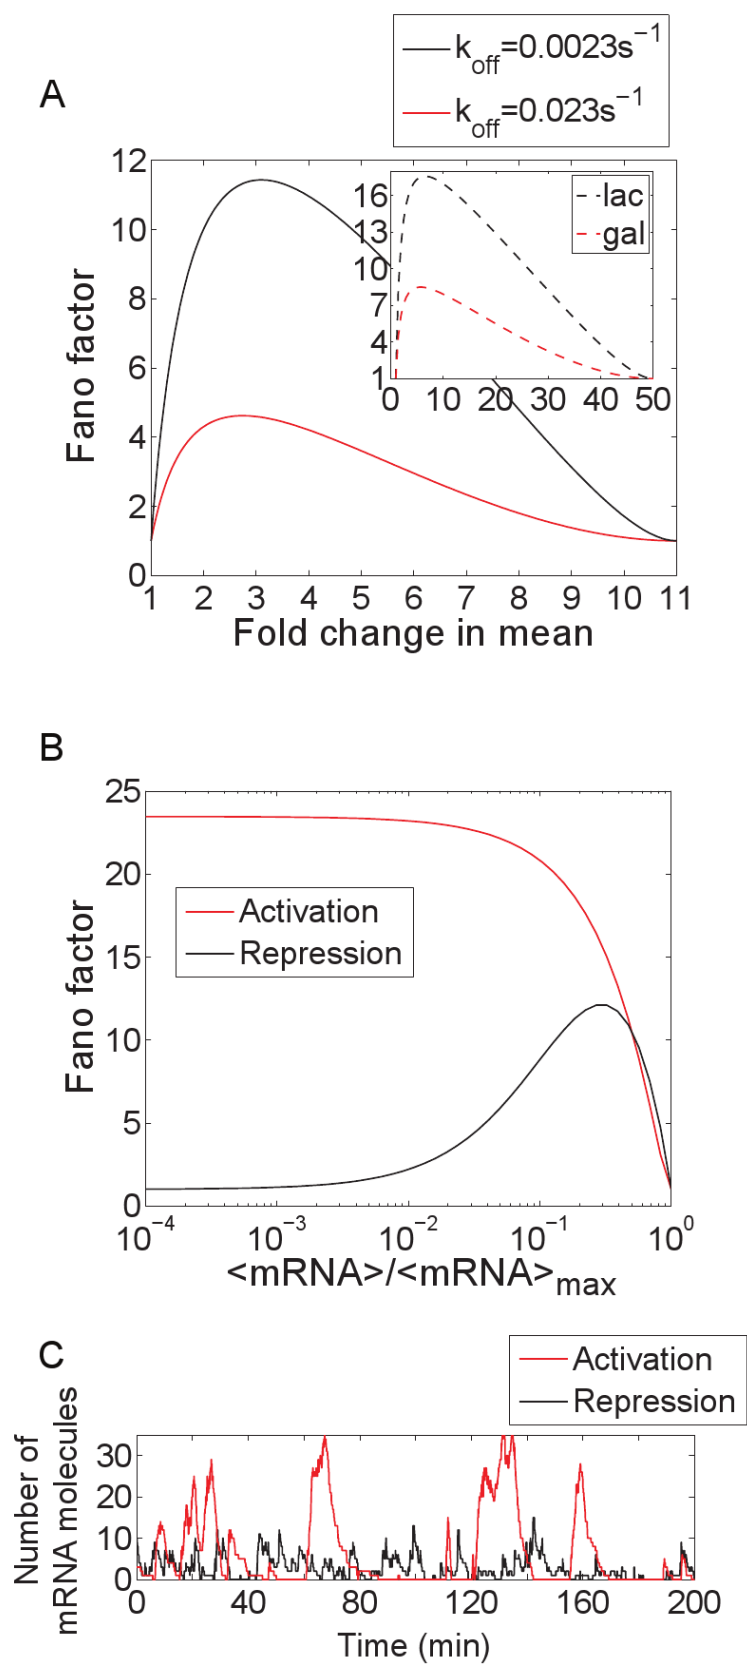 A
k_off=0.0023s⁻¹
k_off=0.023s⁻¹
Fano factor
12
10
8
6
4
2
0
1 2 3 4 5 6 7 8 9 10 11
Fold change in mean
16
13
10
7
4
1
0 10 20 30 40 50
lac
gal
B
Fano factor
25
20
15
10
5
0
Activation
Repression
10⁻⁴ 10⁻³ 10⁻² 10⁻¹ 10⁰
<mRNA>/<mRNA>_max
C
Activation
Repression
Number of
mRNA molecules
30
20
10
0
0 40 80 120 160 200
Time (min)